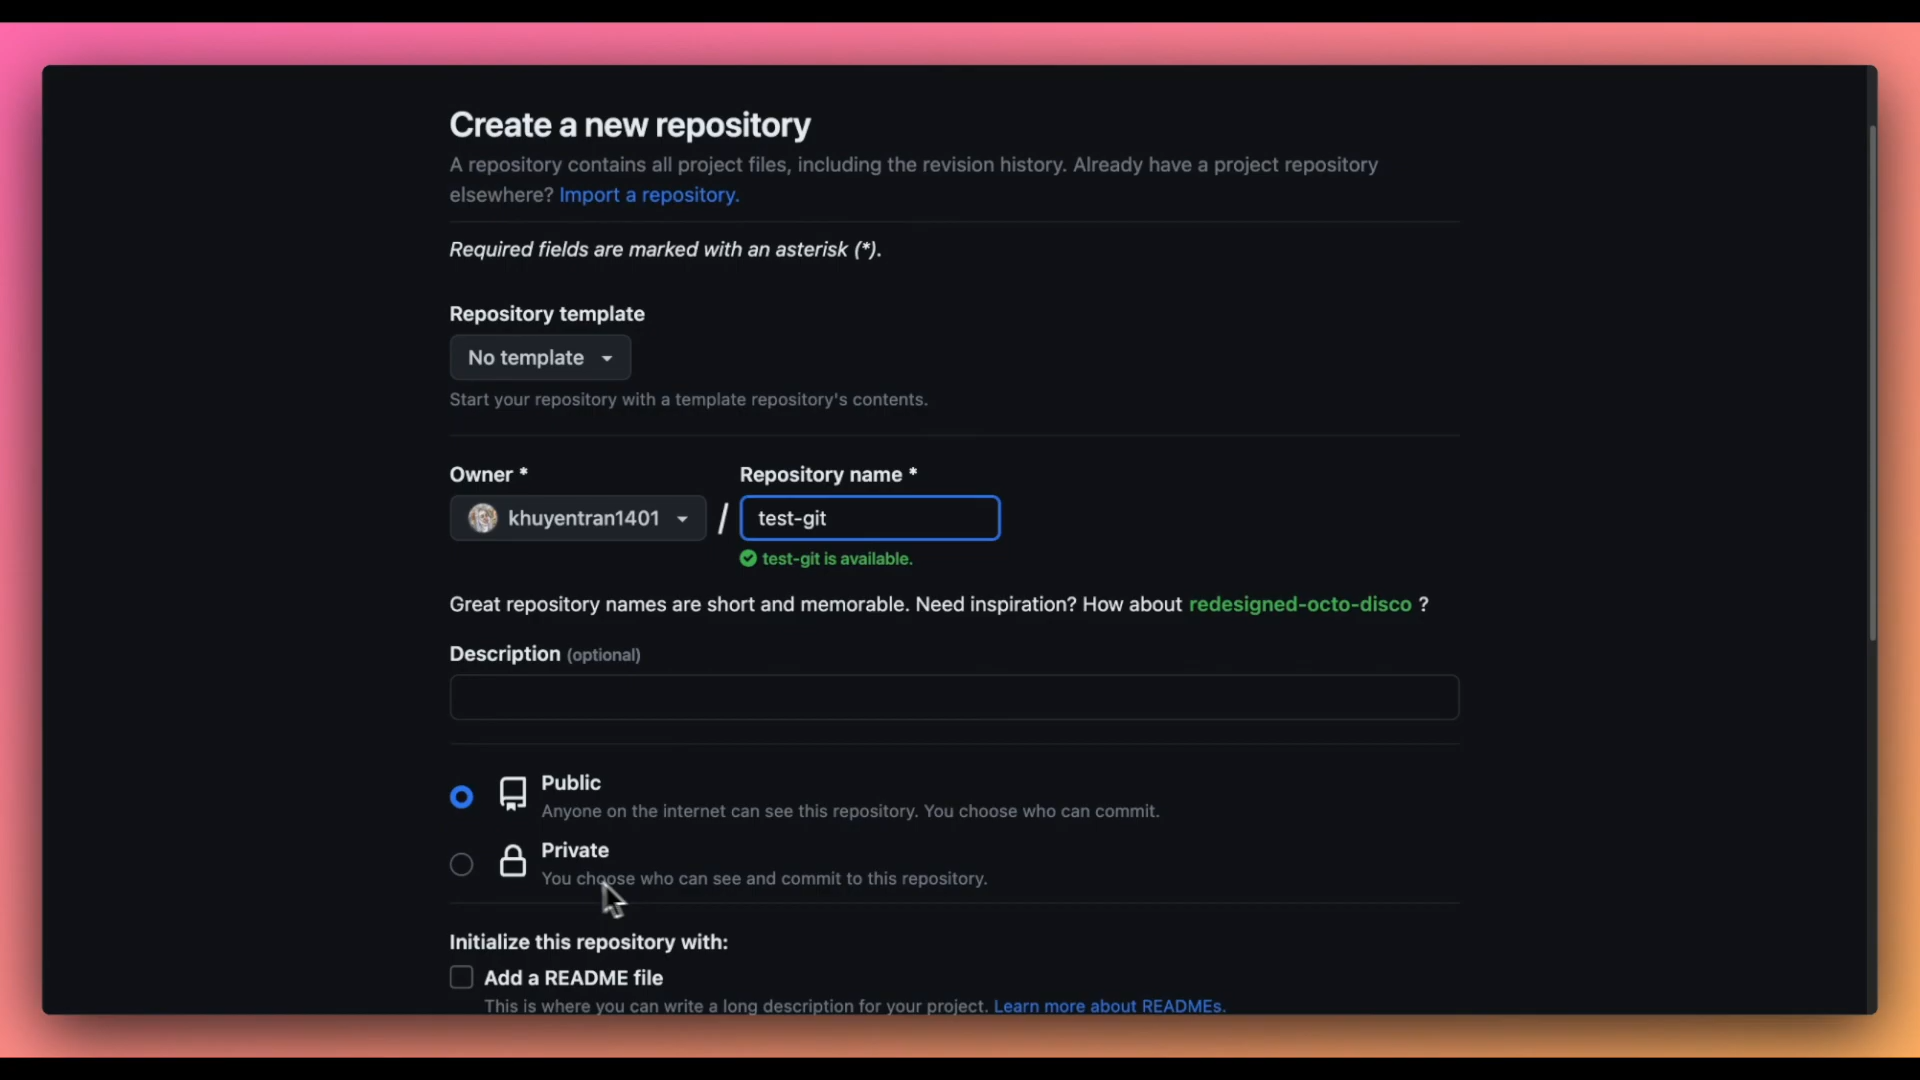 Create a new repository
A repository contains all project files, including the revision history. Already have a project repository
elsewhere? Import a repository.
Required fields are marked with an asterisk (*).
Repository template
No template
Start your repository with a template repository's contents.
Owner *
Repository name *
khuyentran1401
/
test-git
test-git is available.
Great repository names are short and memorable. Need inspiration? How about redesigned-octo-disco ?
Description (optional)
Public
Anyone on the internet can see this repository. You choose who can commit.
Private
You choose who can see and commit to this repository.
Initialize this repository with:
Add a README file
This is where you can write a long description for your project. Learn more about READMEs.